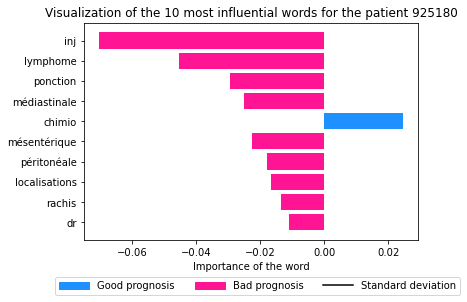 Visualization of the 10 most influential words for the patient 925180
inj
lymphome
ponction
médiastinale
chimio
mésentérique
péritonéale
localisations
rachis
dr
−0.06 −0.04 −0.02 0.00 0.02
Importance of the word
Good prognosis Bad prognosis Standard deviation